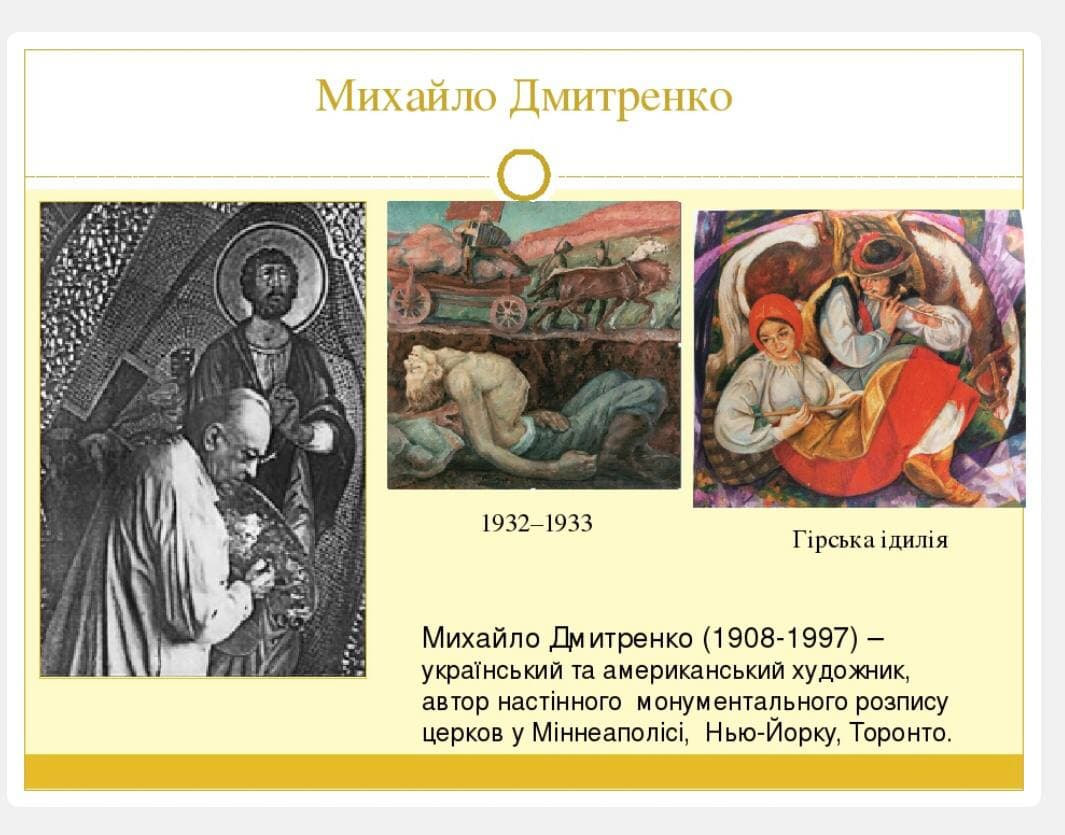 Михайло Дмитренко
1932–1933
Гірська ідилія
Михайло Дмитренко (1908-1997) –
український та американський художник,
автор настінного монументального розпису
церков у Міннеаполісі, Нью-Йорку, Торонто.